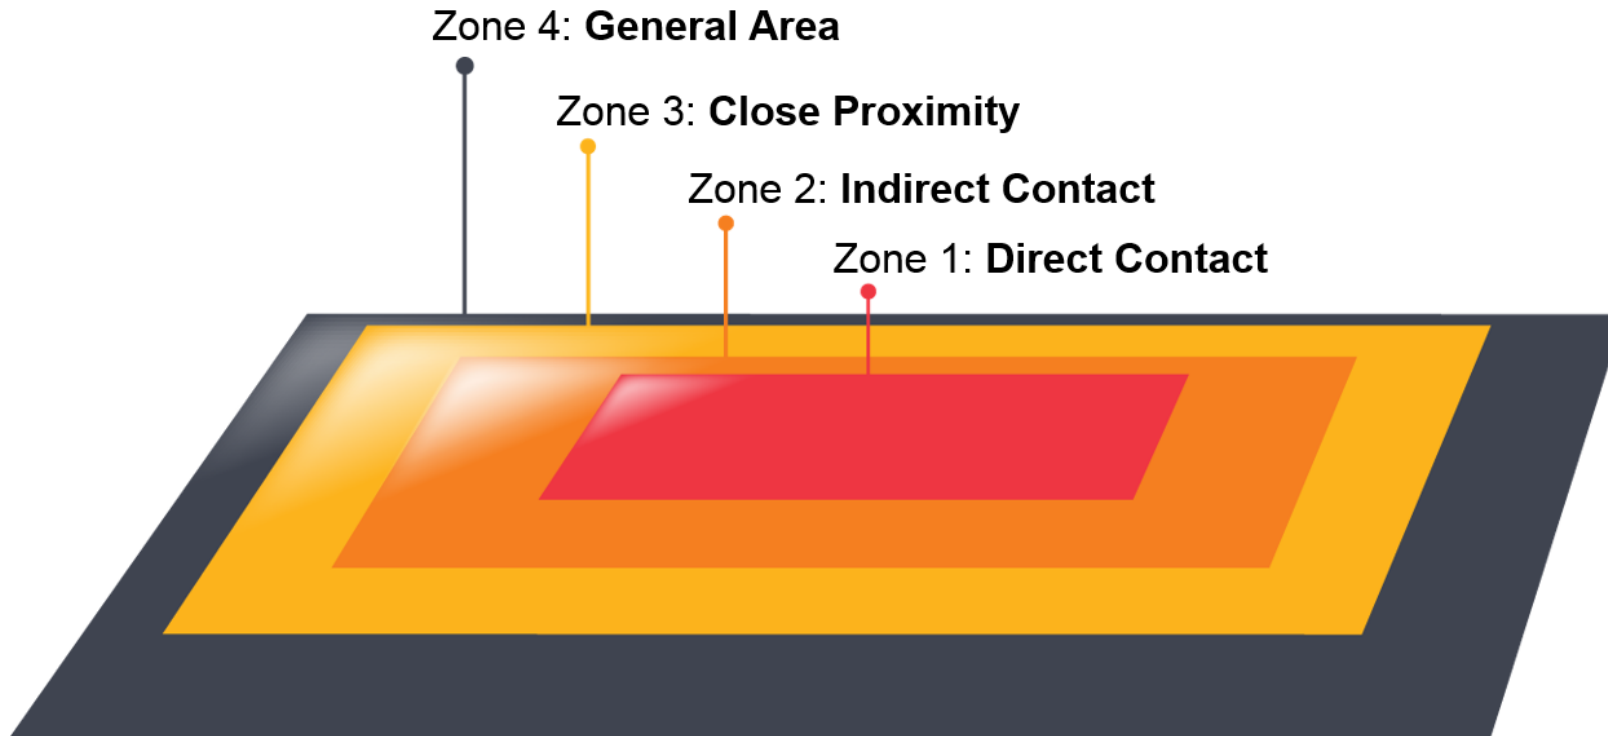 Zone 4: General Area
Zone 3: Close Proximity
Zone 2: Indirect Contact
Zone 1: Direct Contact